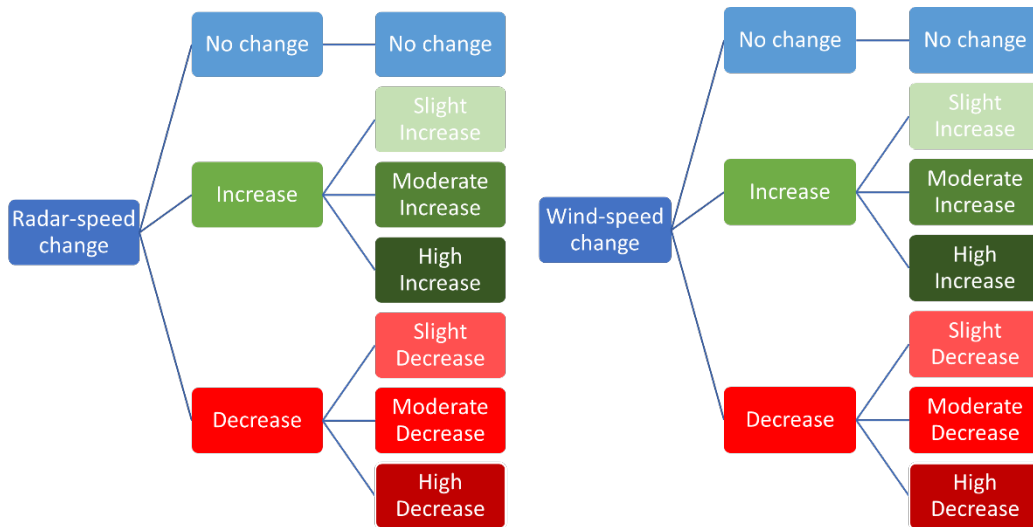 Radar-speed
change
No change
No change
Increase
Slight
Increase
Moderate
Increase
High
Increase
Decrease
Slight
Decrease
Moderate
Decrease
High
Decrease
Wind-speed
change
No change
No change
Increase
Slight
Increase
Moderate
Increase
High
Increase
Decrease
Slight
Decrease
Moderate
Decrease
High
Decrease